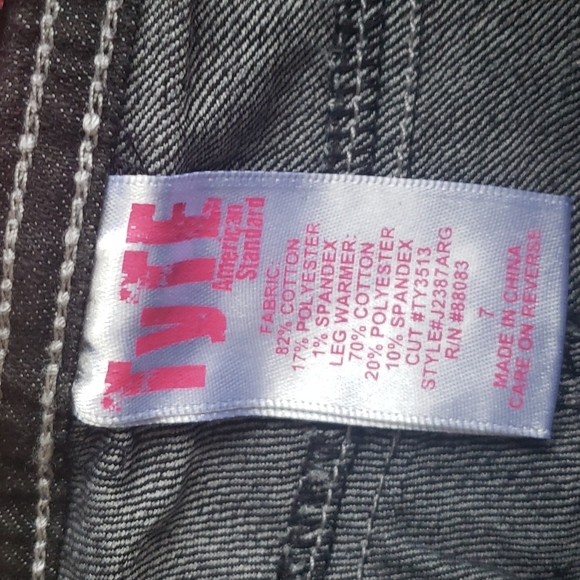 TYTE
American
Standard
FABRIC:
82% COTTON
17% POLYESTER
1% SPANDEX
LEG WARMER:
70% COTTON
20% POLYESTER
10% SPANDEX
CUT #TY3513
STYLE#J2387ARG
R/N #88083
7
MADE IN CHINA
CARE ON REVERSE